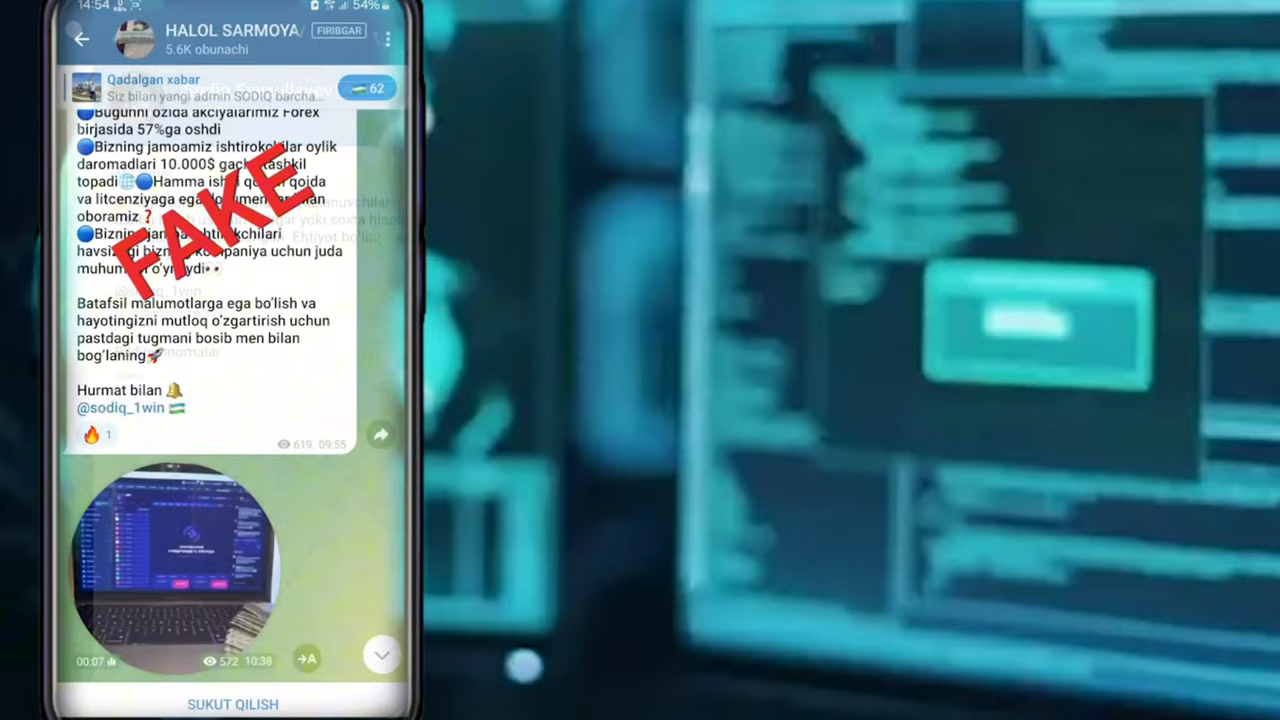 14:54
54%
HALOL SARMOYA FIRIBGAR
5.6K obunachi
Qadalgan xabar
Siz bilan yangi admin SODIQ barcha...
62
Bugunni ozida akciyalarimiz Forex
birjasida 57%ga oshdi
Bizning jamoamiz ishtirokchilar oylik
daromadlari 10.000$ gacha tashkil
topadi🌐🔵Hamma
qoida
va litcenziyaga ega
oboramiz ❓
Bizning
havsizligi kompaniya uchun juda
FAKE
Batafsil malumotlarga ega bo'lish va
hayotingizni mutloq o'zgartirish uchun
pastdagi tugmani bosib men bilan
bog'laning🚀
Hurmat bilan 🔔
@sodiq_1win 🇺🇿
🔥 1
619 09:55
00:07
572 10:38
→A
SUKUT QILISH